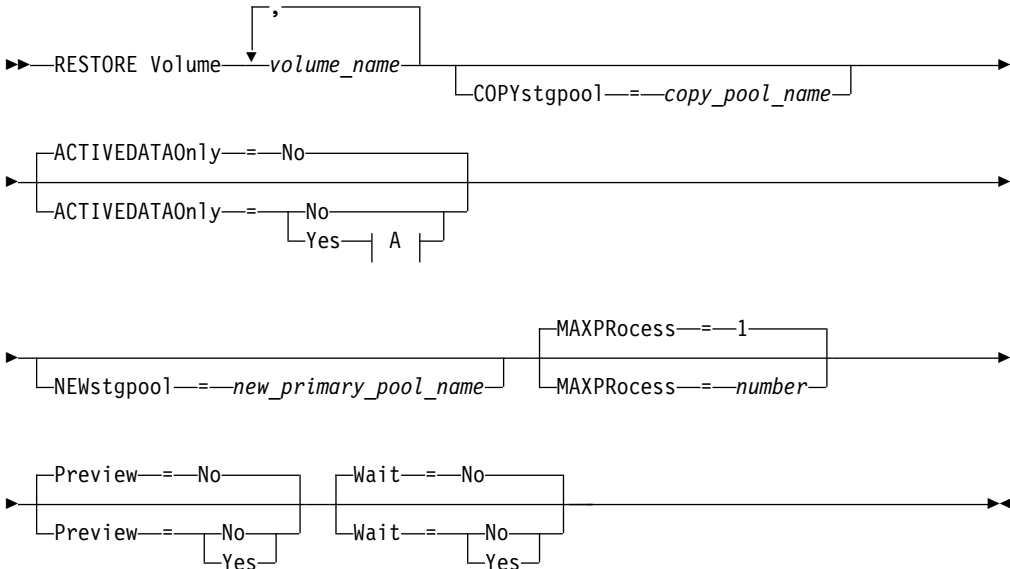 ,
RESTORE Volume volume_name
COPYstgpool = copy_pool_name
ACTIVEDATAOnly = No
ACTIVEDATAOnly = No
Yes A
NEWstgpool = new_primary_pool_name
MAXPRocess = 1
MAXPRocess = number
Preview = No
Preview = No
Yes
Wait = No
Wait = No
Yes